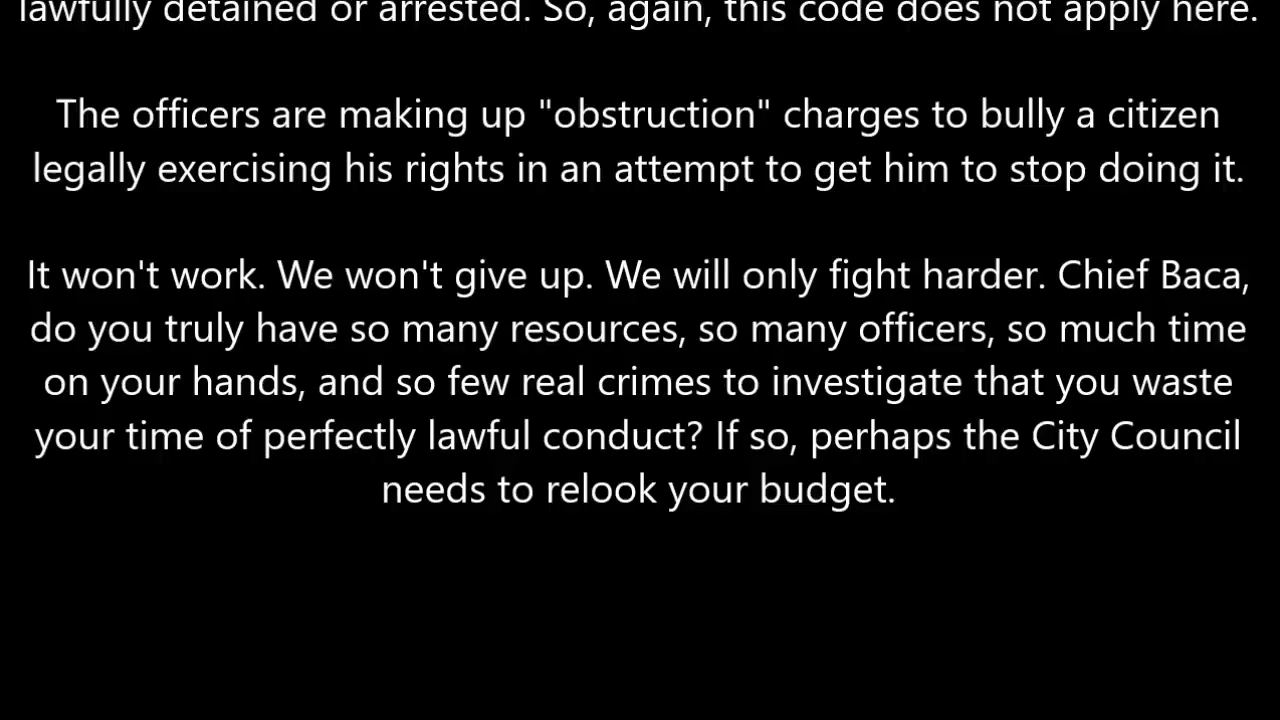 lawfully detained or arrested. So, again, this code does not apply here.
The officers are making up "obstruction" charges to bully a citizen
legally exercising his rights in an attempt to get him to stop doing it.
It won't work. We won't give up. We will only fight harder. Chief Baca,
do you truly have so many resources, so many officers, so much time
on your hands, and so few real crimes to investigate that you waste
your time of perfectly lawful conduct? If so, perhaps the City Council
needs to relook your budget.